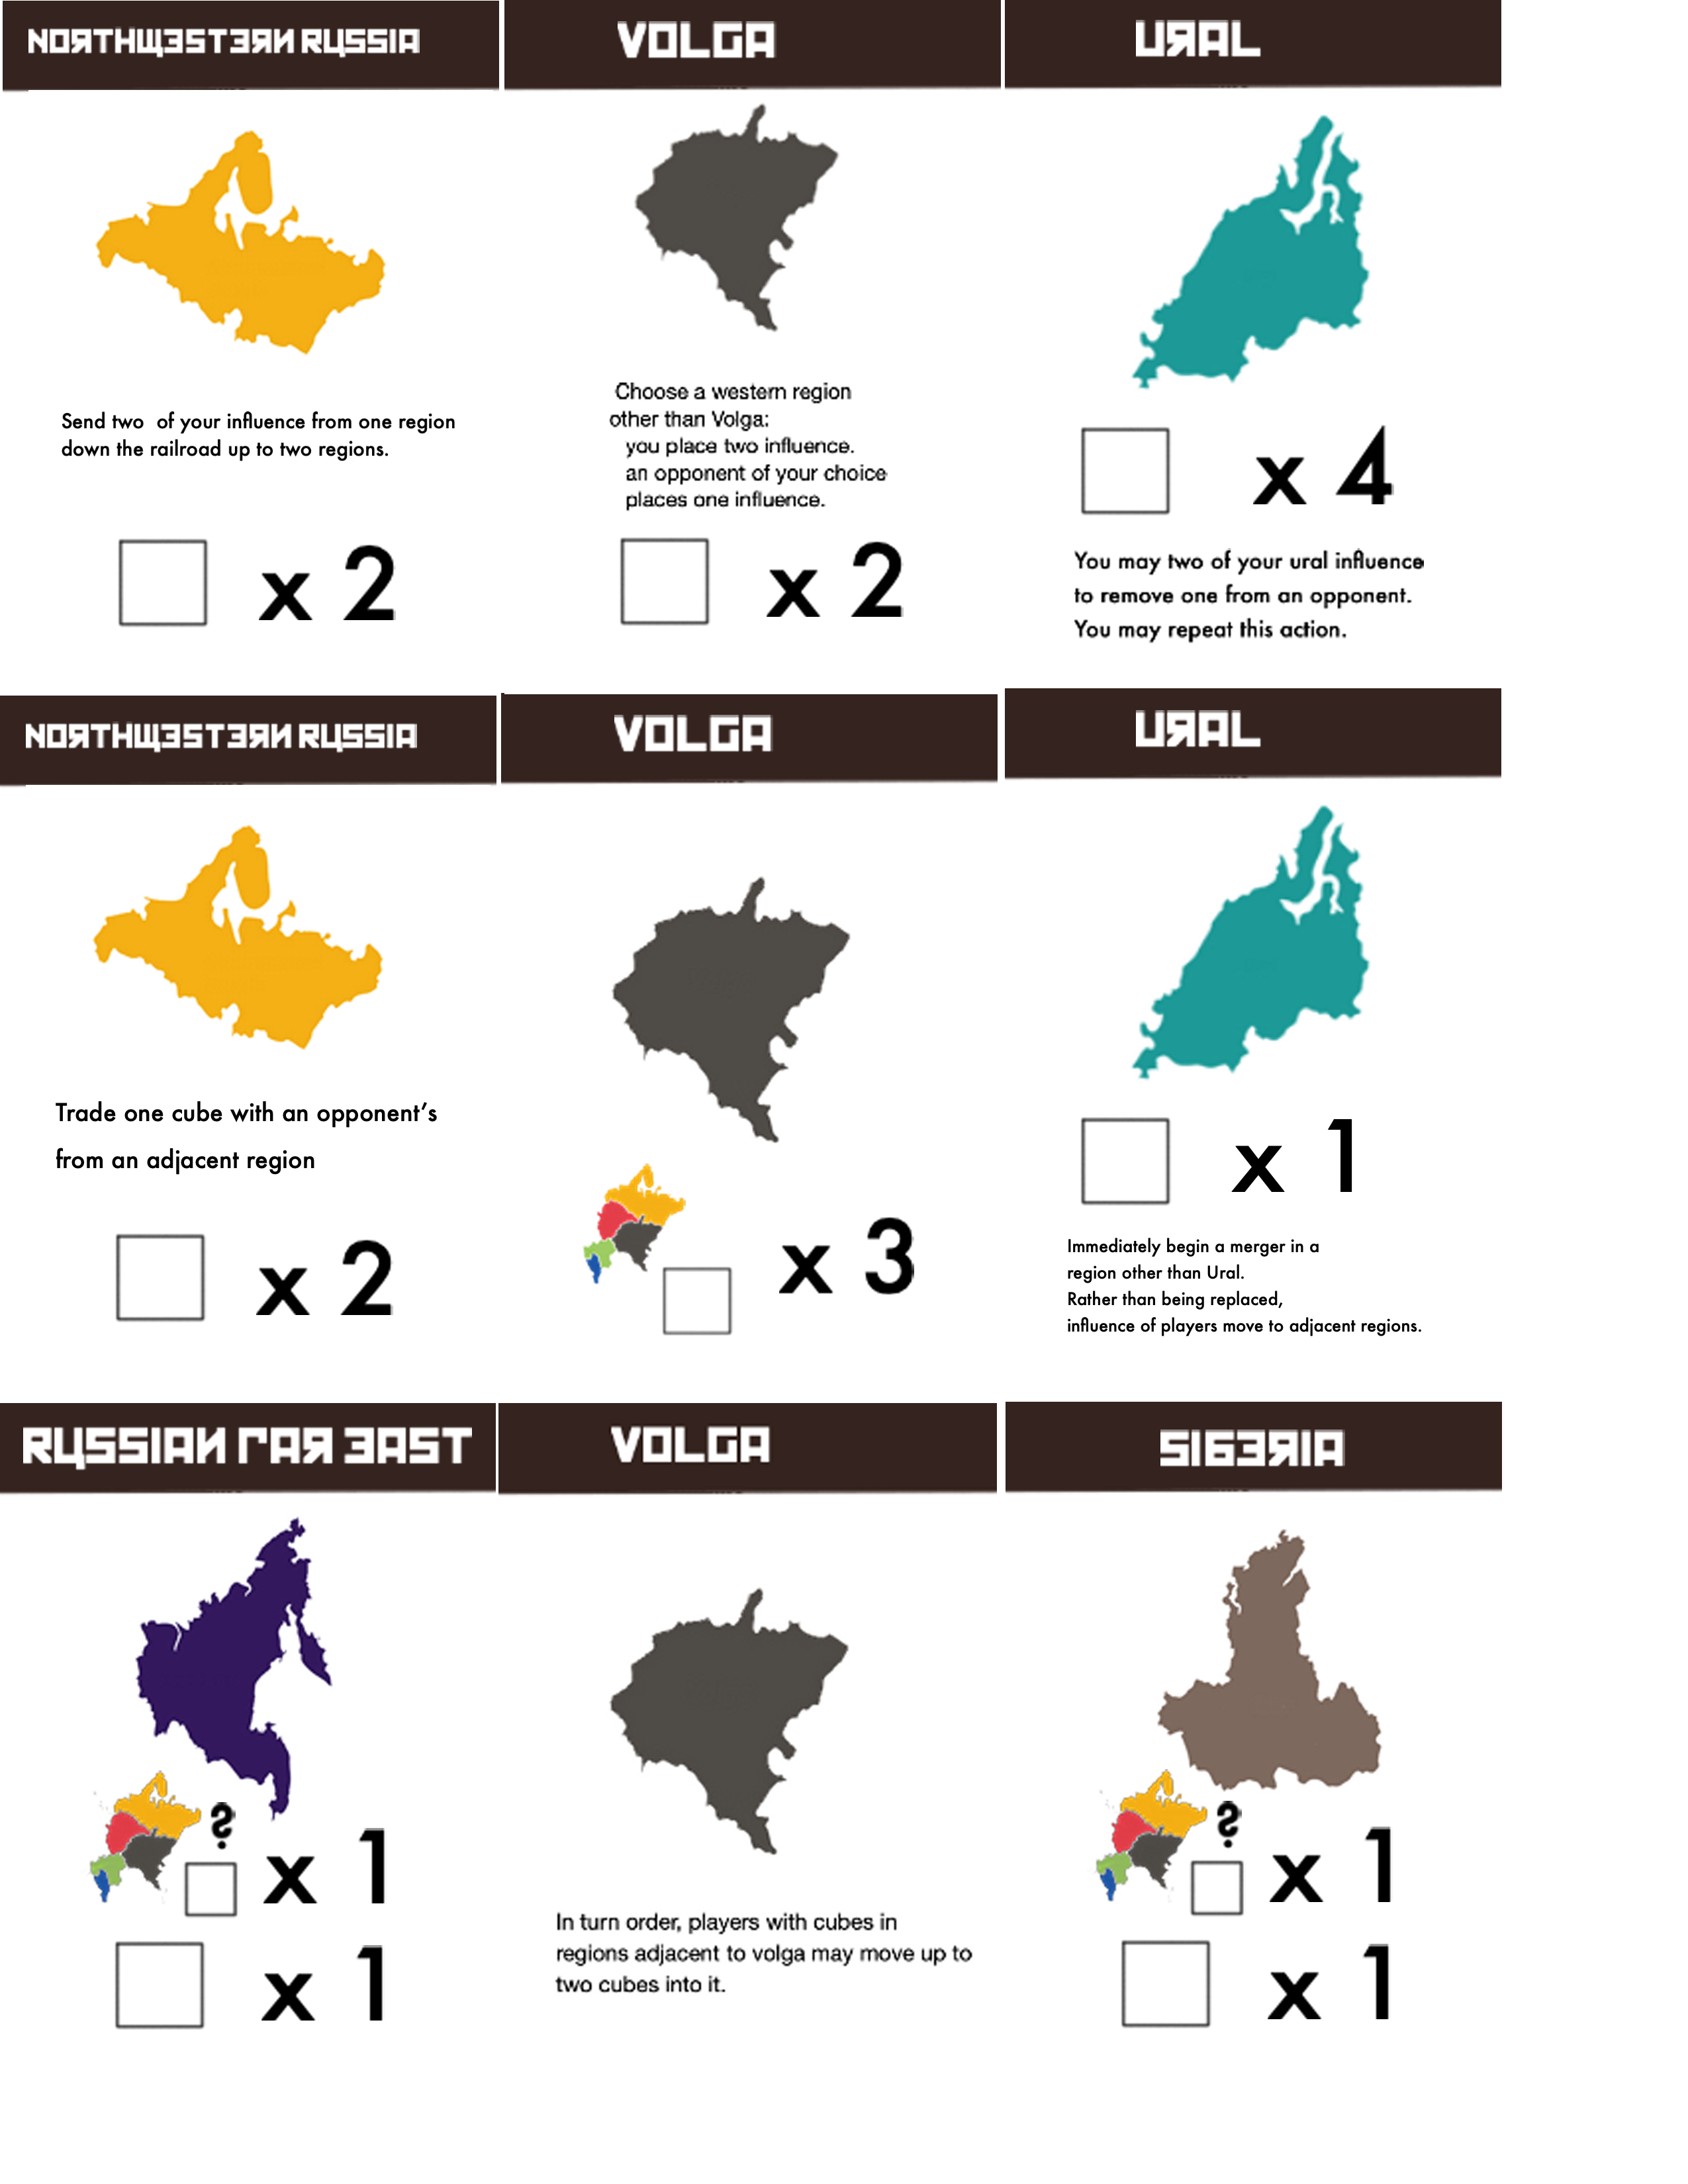 NORTHWESTERN RUSSIA
Send two of your influence from one region
down the railroad up to two regions.
x 2
VOLGA
Choose a western region
other than Volga:
you place two influence.
an opponent of your choice
places one influence.
x 2
URAL
x 4
You may two of your ural influence
to remove one from an opponent.
You may repeat this action.
NORTHWESTERN RUSSIA
Trade one cube with an opponent's
from an adjacent region
x 2
VOLGA
x 3
URAL
x 1
Immediately begin a merger in a
region other than Ural.
Rather than being replaced,
influence of players move to adjacent regions.
RUSSIAN FAR EAST
?
x 1
x 1
VOLGA
In turn order, players with cubes in
regions adjacent to volga may move up to
two cubes into it.
SIBERIA
?
x 1
x 1